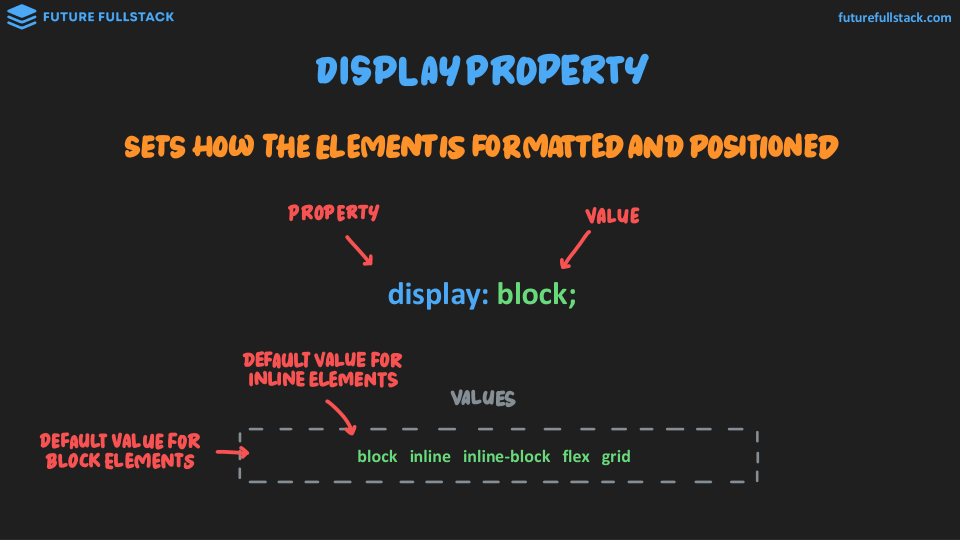 FUTURE FULLSTACK
futurefullstack.com
DISPLAY PROPERTY
SETS HOW THE ELEMENT IS FORMATTED AND POSITIONED
PROPERTY
VALUE
display: block;
DEFAULT VALUE FOR
INLINE ELEMENTS
VALUES
DEFAULT VALUE FOR
BLOCK ELEMENTS
block inline inline-block flex grid